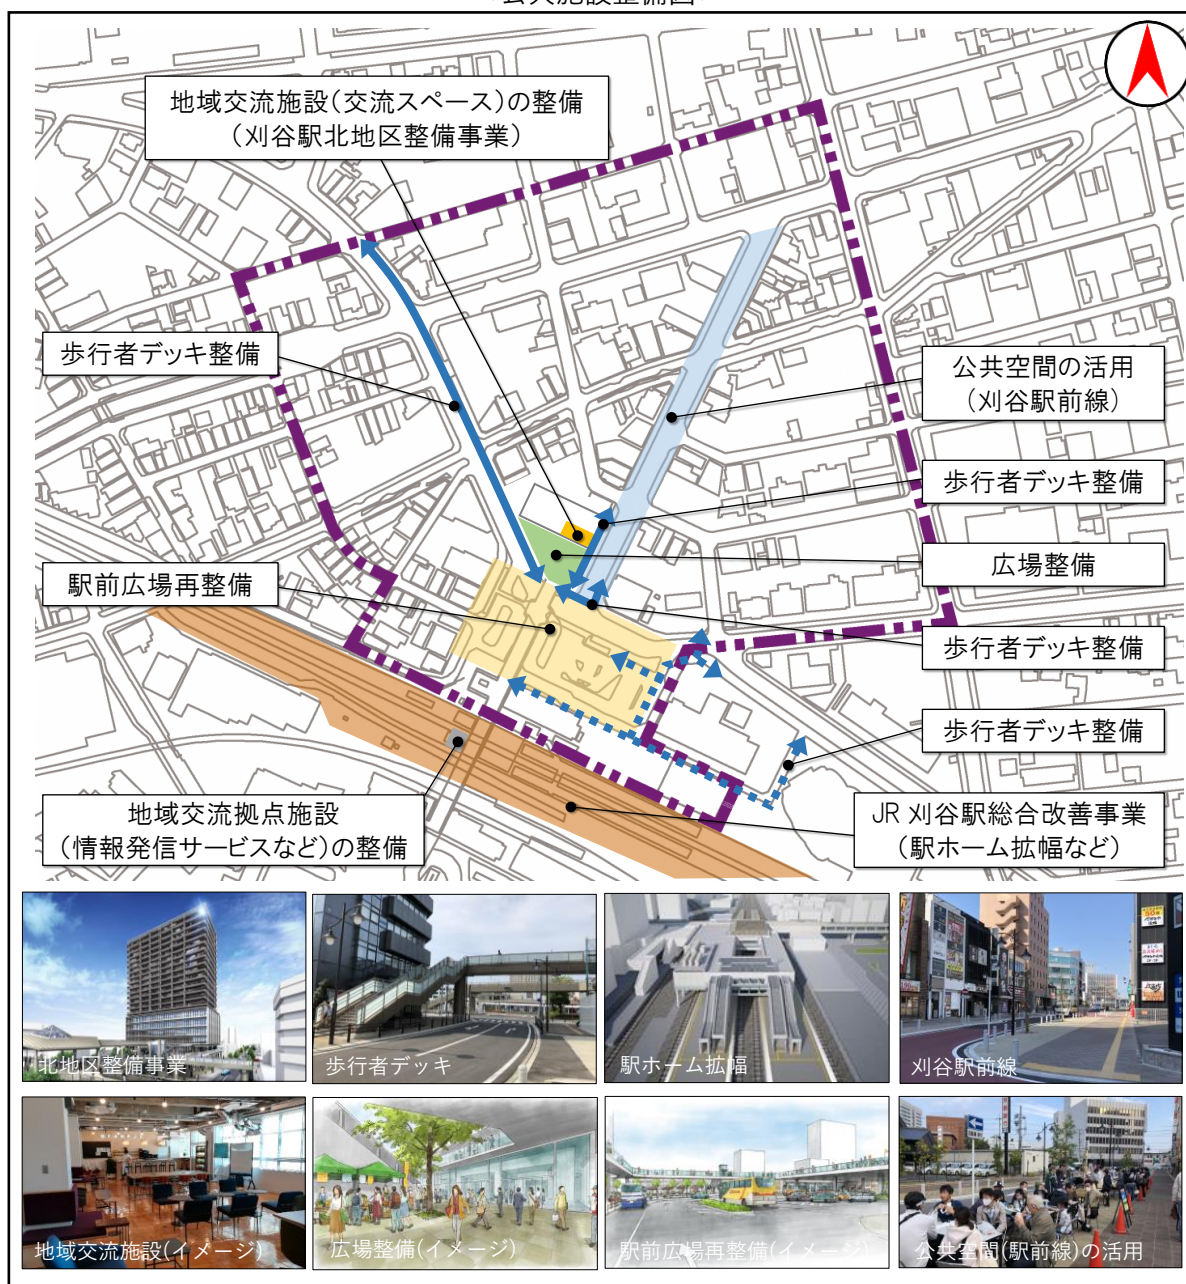 地域交流施設(交流スペース)の整備
(刈谷駅北地区整備事業)
歩行者デッキ整備
公共空間の活用
(刈谷駅前線)
歩行者デッキ整備
広場整備
駅前広場再整備
歩行者デッキ整備
歩行者デッキ整備
地域交流拠点施設
(情報発信サービスなど)の整備
JR 刈谷駅総合改善事業
(駅ホーム拡幅など)
北地区整備事業
歩行者デッキ
駅ホーム拡幅
刈谷駅前線
地域交流施設(イメージ)
広場整備(イメージ)
駅前広場再整備(イメージ)
公共空間(駅前線)の活用